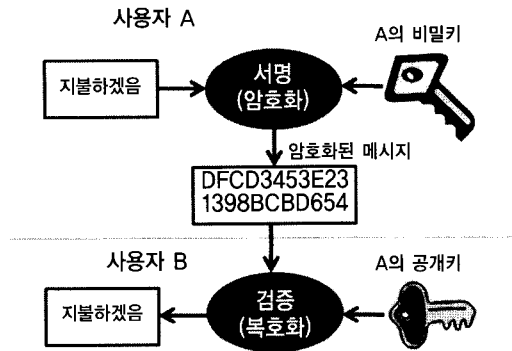 사용자 A
A의 비밀키
지불하겠음
서명
(암호화)
암호화된 메시지
DFCD3453E23
1398BCBD654
사용자 B
A의 공개키
지불하겠음
검증
(복호화)